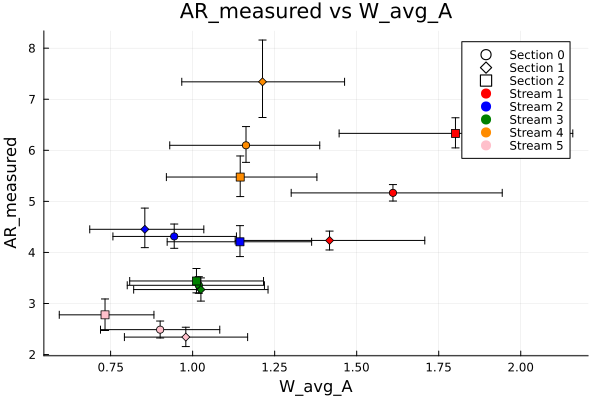 AR_measured vs W_avg_A
AR_measured
8
7
6
5
4
3
2
Section 0
Section 1
Section 2
Stream 1
Stream 2
Stream 3
Stream 4
Stream 5
0.75 1.00 1.25 1.50 1.75 2.00
W_avg_A